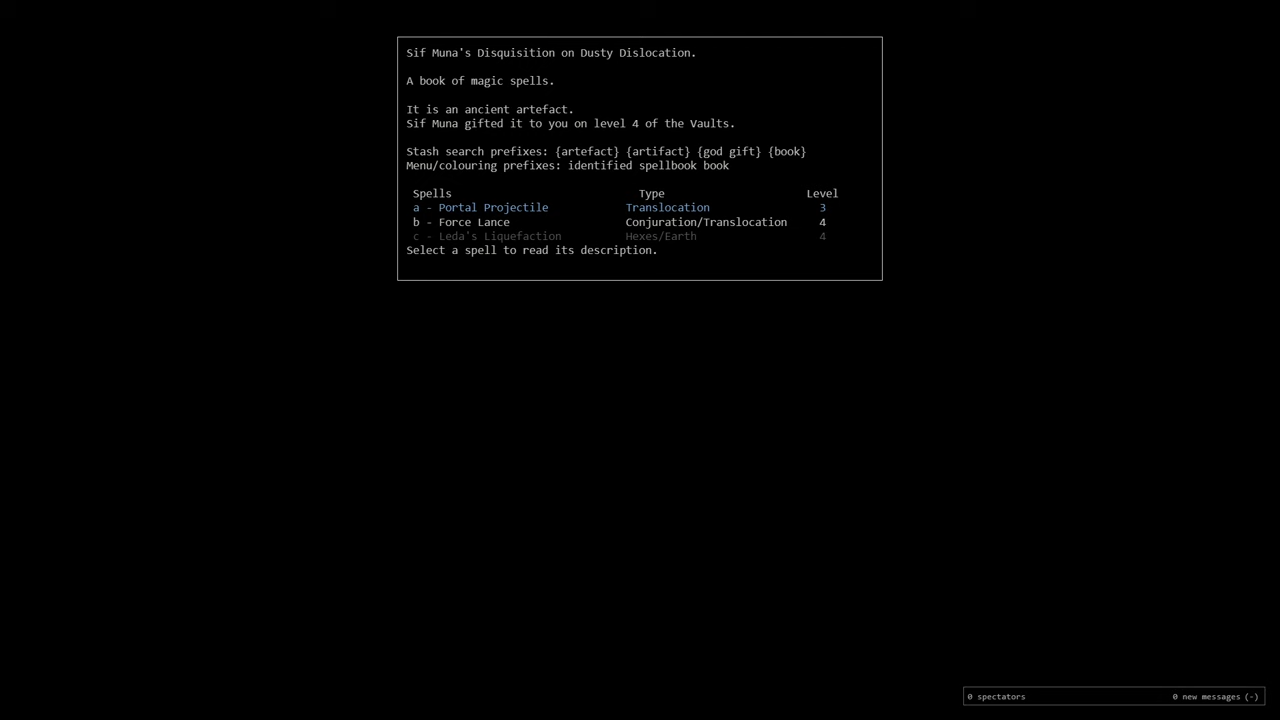 Sif Muna's Disquisition on Dusty Dislocation.
A book of magic spells.
It is an ancient artefact.
Sif Muna gifted it to you on level 4 of the Vaults.
Stash search prefixes: {artefact} {artifact} {god gift} {book}
Menu/colouring prefixes: identified spellbook book
Spells Type Level
a - Portal Projectile Translocation 3
b - Force Lance Conjuration/Translocation 4
c - Leda's Liquefaction Hexes/Earth 4
Select a spell to read its description.
0 spectators 0 new messages (-)